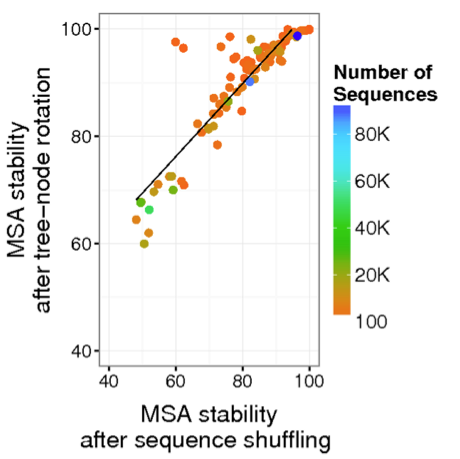 MSA stability
after tree−node rotation
100
80
60
40
40 60 80 100
MSA stability
after sequence shuffling
Number of
Sequences
80K
60K
40K
20K
100